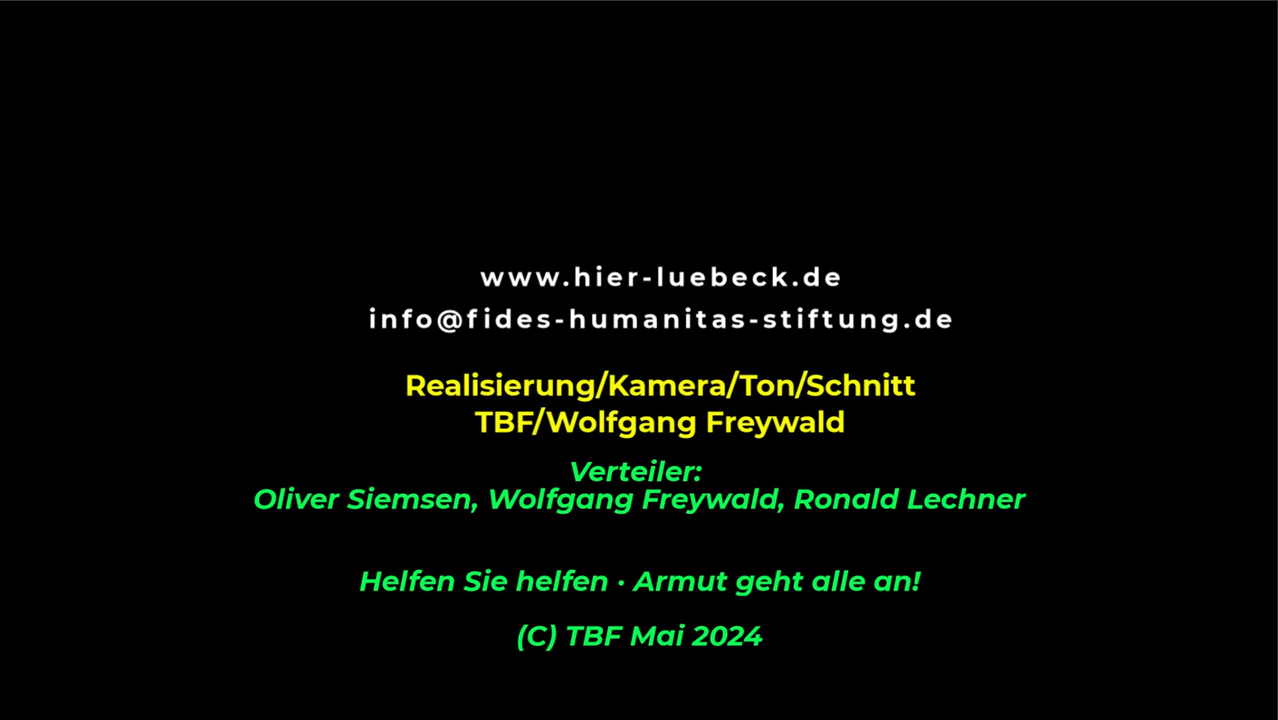 www.hier-luebeck.de
info@fides-humanitas-stiftung.de
Realisierung/Kamera/Ton/Schnitt
TBF/Wolfgang Freywald
Verteiler:
Oliver Siemsen, Wolfgang Freywald, Ronald Lechner
Helfen Sie helfen · Armut geht alle an!
(C) TBF Mai 2024